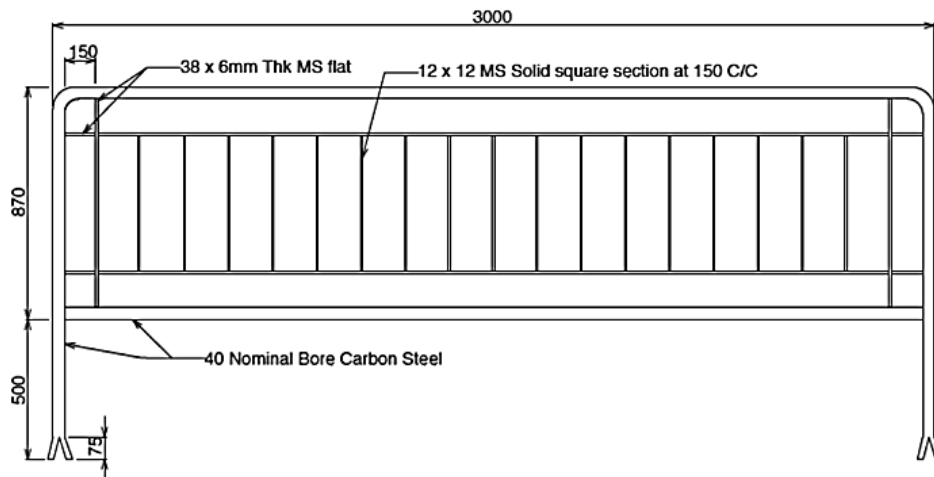 3000
150
38 x 6mm Thk MS flat
12 x 12 MS Solid square section at 150 C/C
870
40 Nominal Bore Carbon Steel
500
75